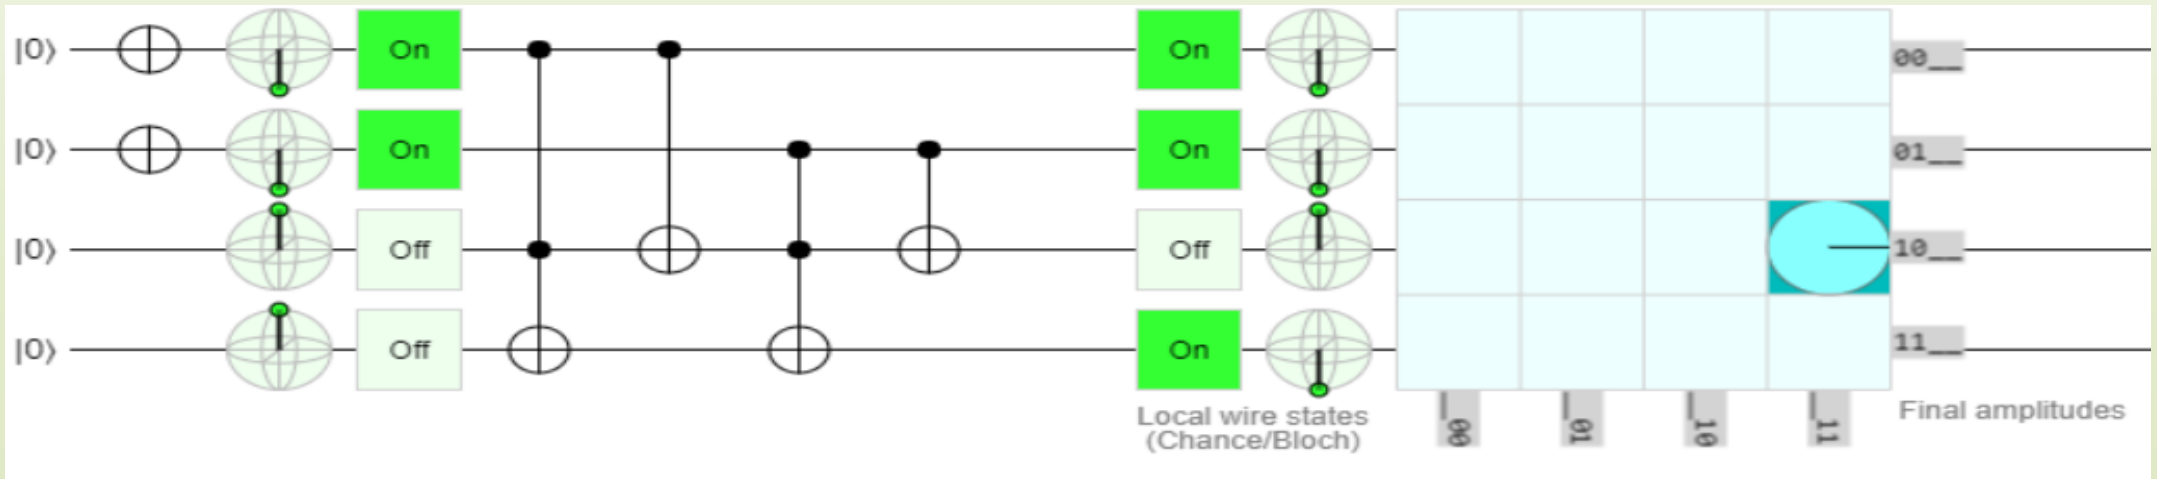 |0⟩ On On 00__
|0⟩ On On 01__
|0⟩ Off Off 10__
|0⟩ Off On 11__
Local wire states
(Chance/Bloch)
__00 __01 __10 __11
Final amplitudes